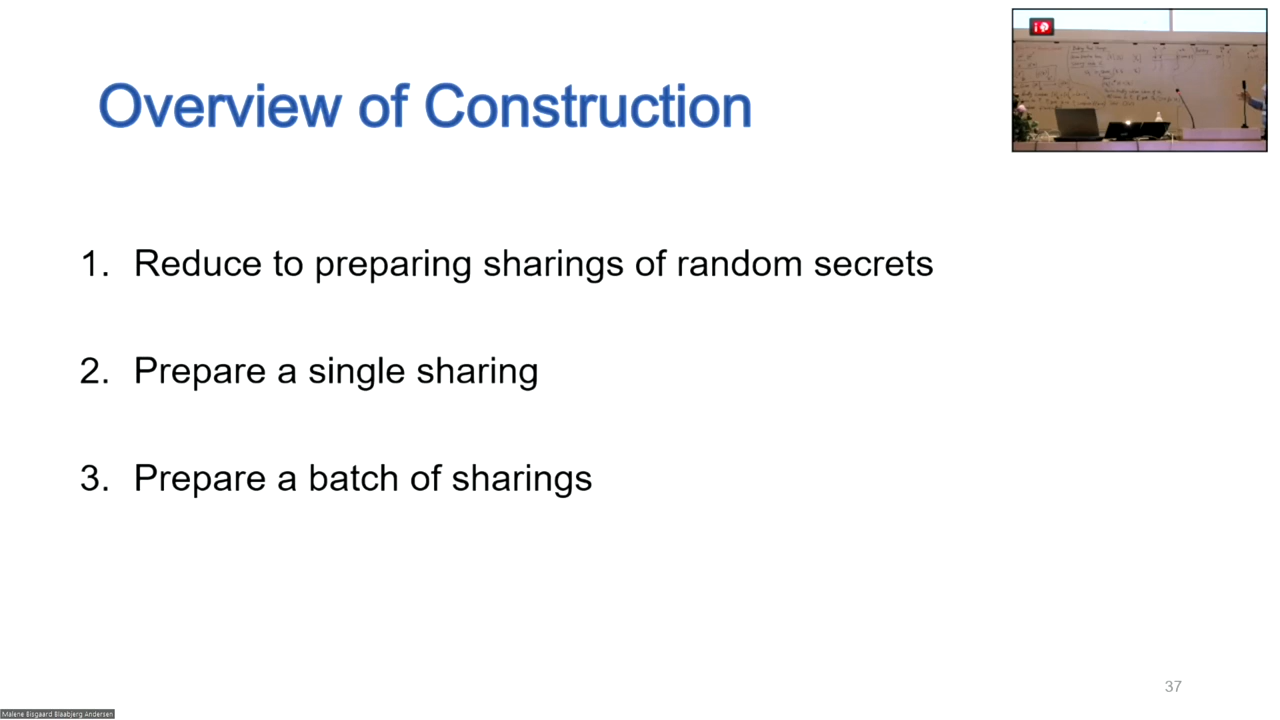 Overview of Construction
1. Reduce to preparing sharings of random secrets
2. Prepare a single sharing
3. Prepare a batch of sharings
37
Malene Bisgaard Blaabjerg Andersen